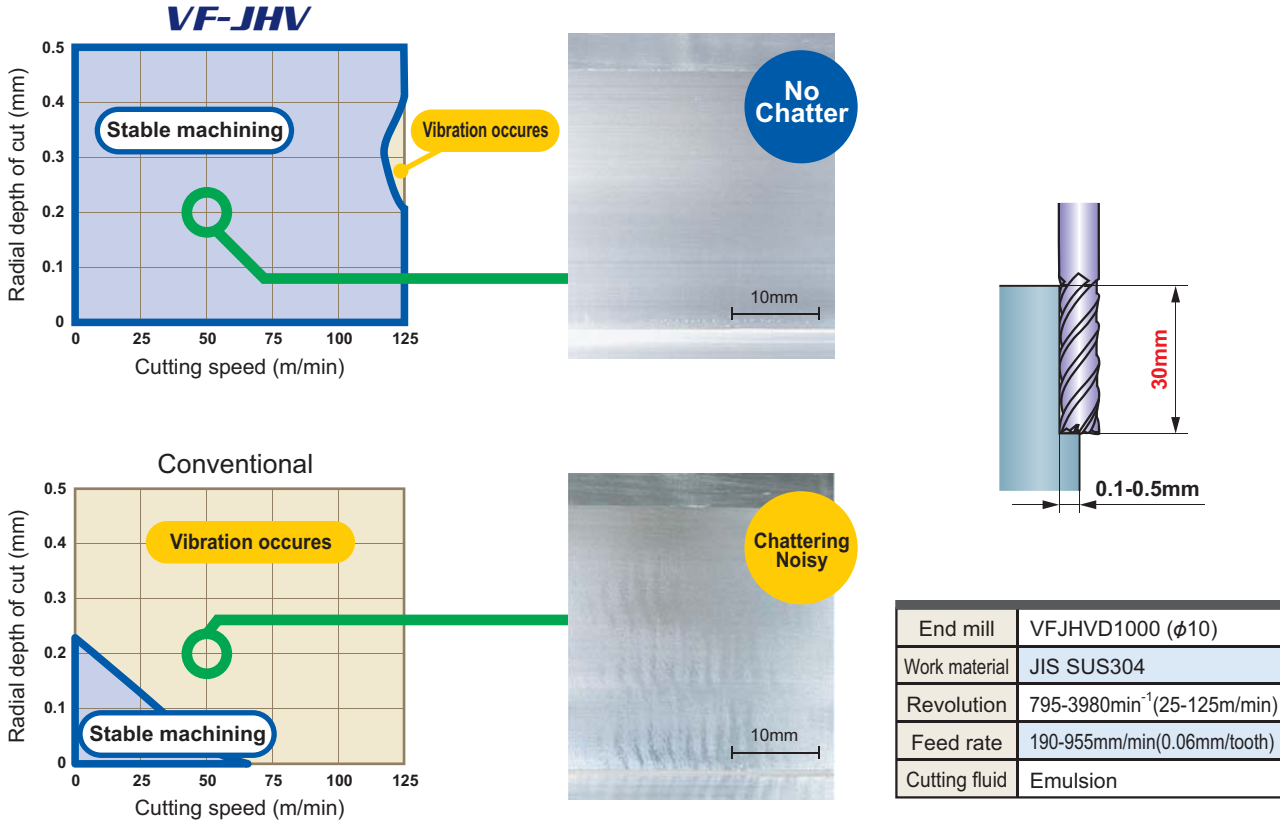 VF-JHV
Radial depth of cut (mm)
0.5
0.4
0.3
0.2
0.1
0
Stable machining
Vibration occures
0
25
50
75
100
125
Cutting speed (m/min)
No
Chatter
10mm
30mm
0.1-0.5mm
Conventional
Radial depth of cut (mm)
0.5
0.4
0.3
0.2
0.1
0
Vibration occures
Stable machining
0
25
50
75
100
125
Cutting speed (m/min)
Chattering
Noisy
10mm
End mill VFJHVD1000 (ϕ10)
Work material JIS SUS304
Revolution 795-3980min⁻¹(25-125m/min)
Feed rate 190-955mm/min(0.06mm/tooth)
Cutting fluid Emulsion